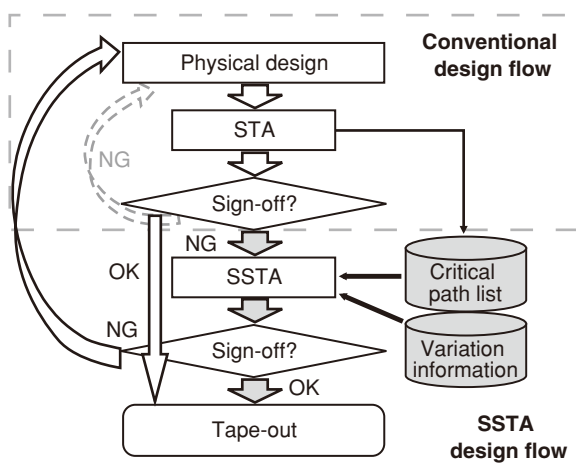 Conventional
design flow
Physical design
STA
NG
Sign-off?
NG
OK
SSTA
Critical
path list
NG
Sign-off?
Variation
information
OK
Tape-out
SSTA
design flow